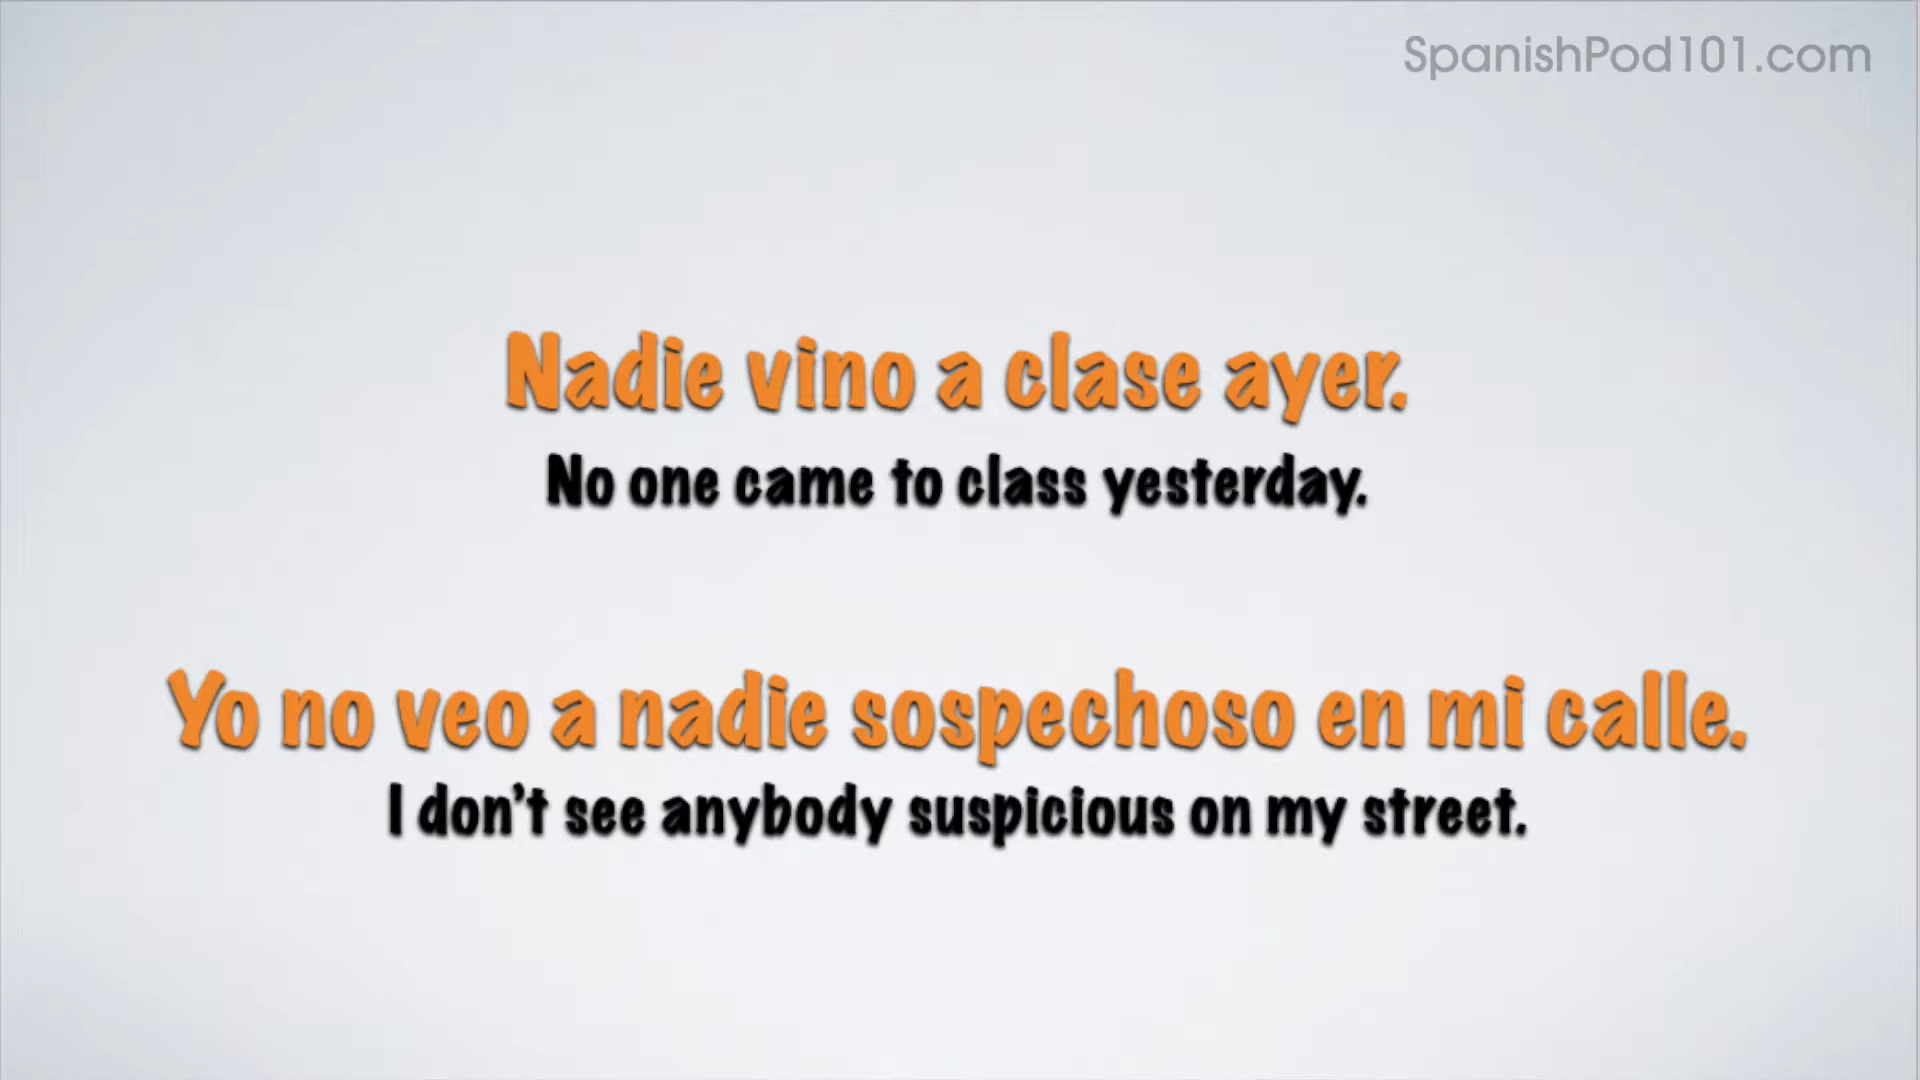 SpanishPod101.com
Nadie vino a clase ayer.
No one came to class yesterday.
Yo no veo a nadie sospechoso en mi calle.
I don't see anybody suspicious on my street.